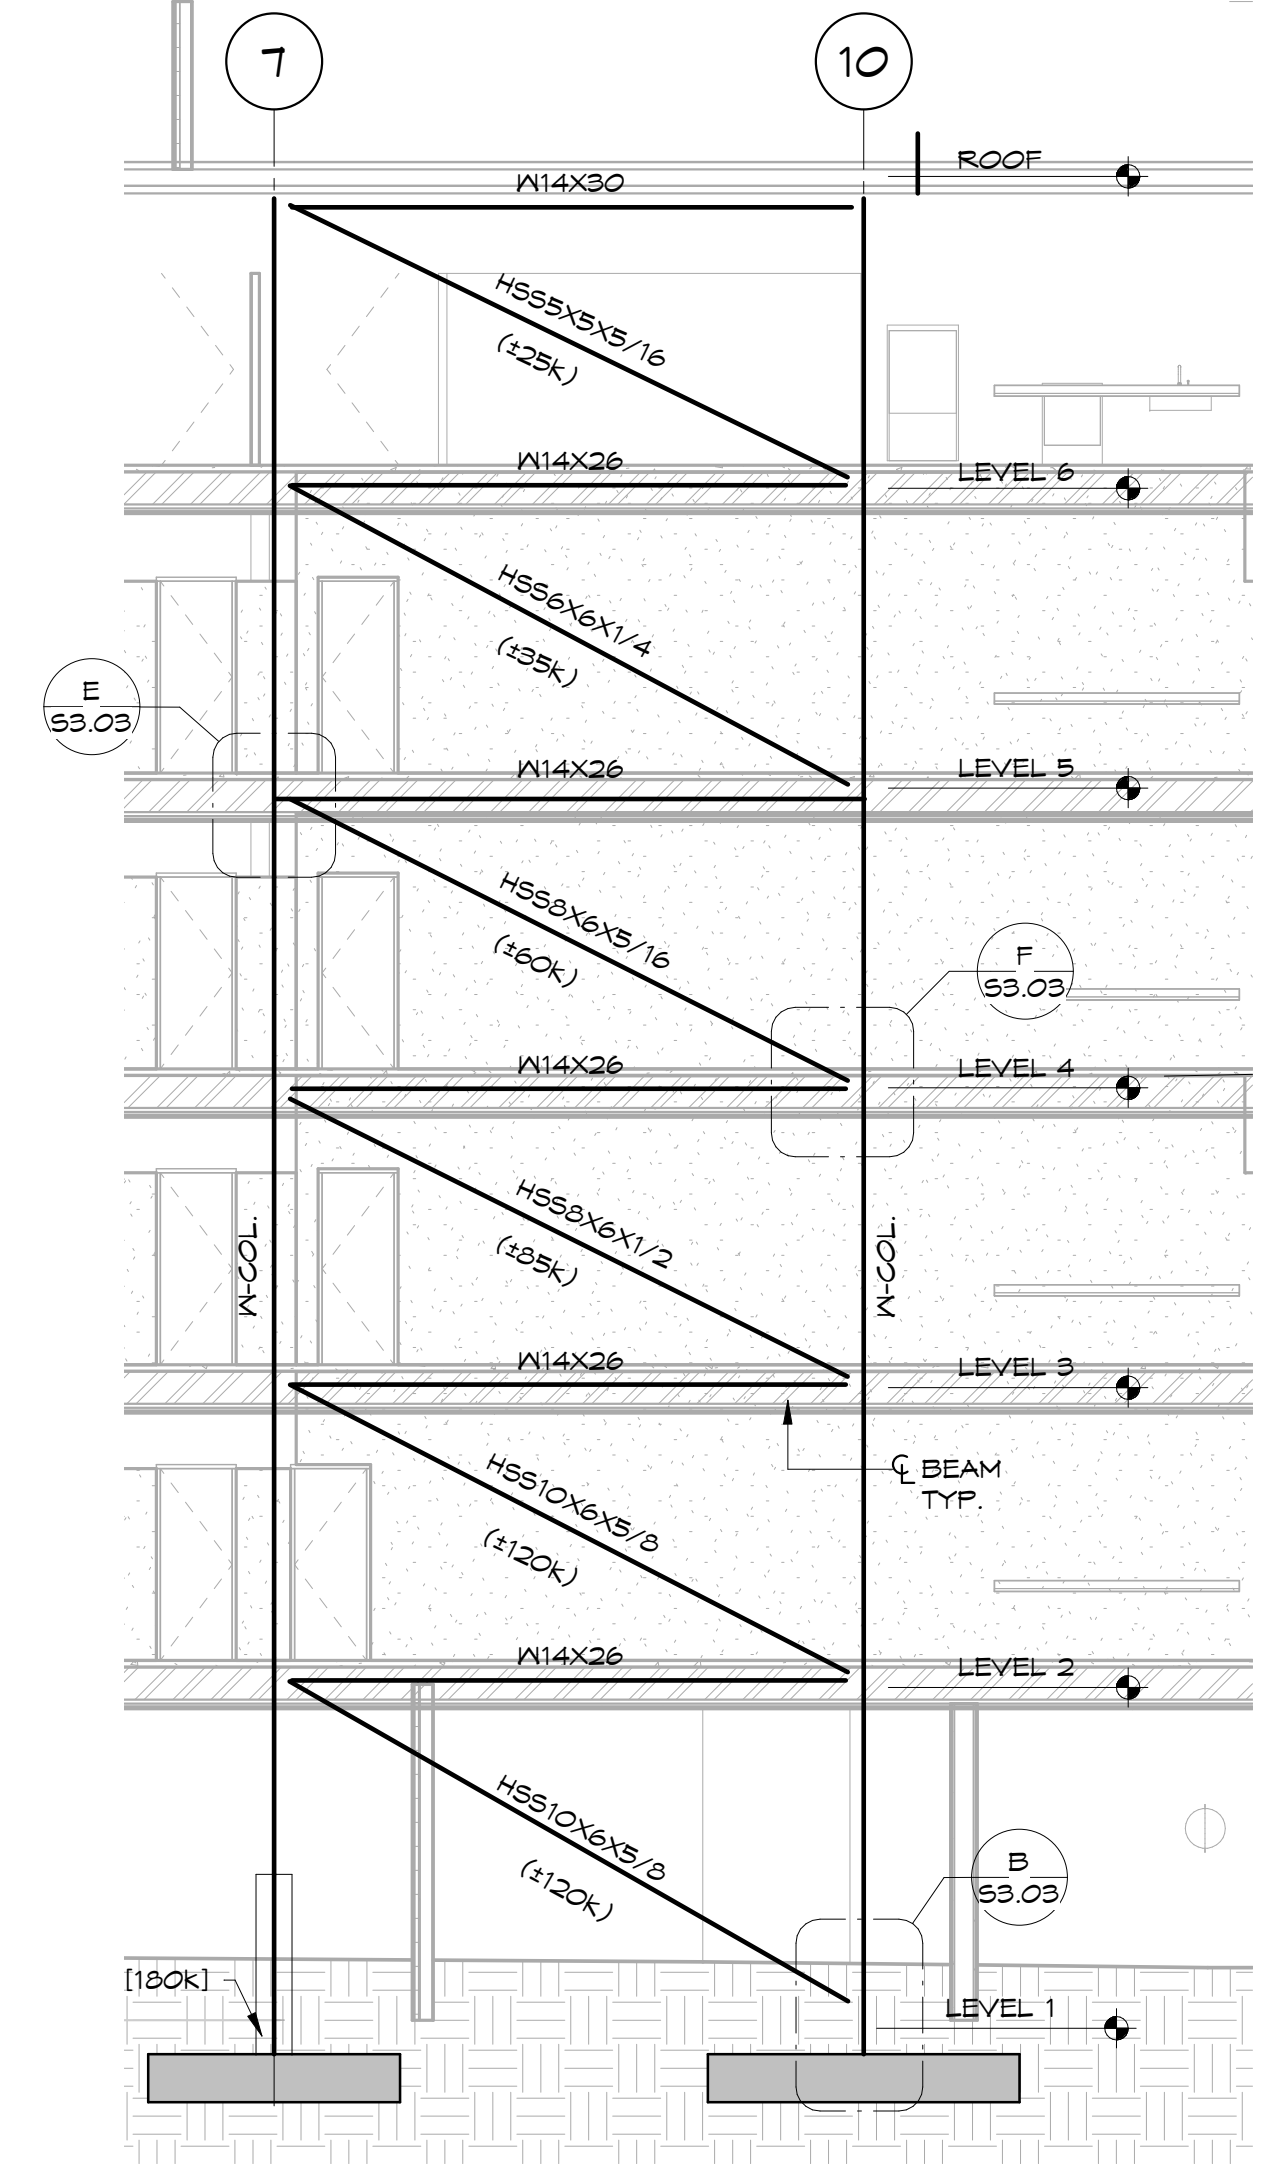 7
10
ROOF
W14X30
HSS5X5X5/16
(±25K)
W14X26
LEVEL 6
HSS6X6X1/4
(±35K)
E
S3.03
W14X26
LEVEL 5
HSS8X6X5/16
(±60K)
F
S3.03
W14X26
LEVEL 4
HSS8X6X1/2
(±85K)
W-COL.
W-COL.
W14X26
LEVEL 3
HSS10X6X5/8
(±120K)
℄ BEAM
TYP.
W14X26
LEVEL 2
HSS10X6X5/8
(±120K)
B
S3.03
[180K]
LEVEL 1